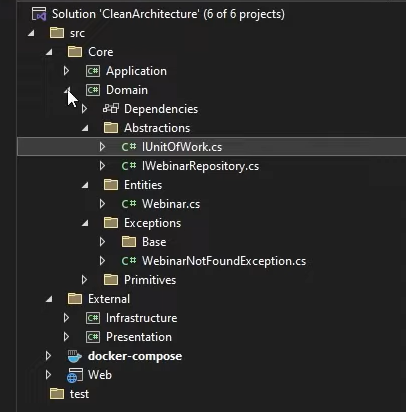 Solution 'CleanArchitecture' (6 of 6 projects)
src
Core
C# Application
C# Domain
Dependencies
Abstractions
C# IUnitOfWork.cs
C# IWebinarRepository.cs
Entities
C# Webinar.cs
Exceptions
Base
C# WebinarNotFoundException.cs
Primitives
External
C# Infrastructure
C# Presentation
docker-compose
Web
test